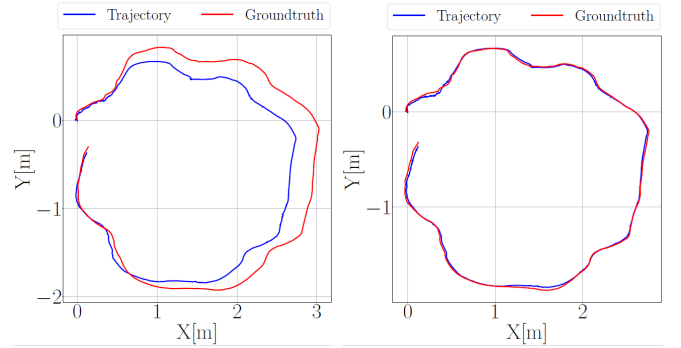 Trajectory Groundtruth
0
−1
−2
Y[m]
0 1 2 3
X[m]
Trajectory Groundtruth
0
−1
Y[m]
0 1 2
X[m]